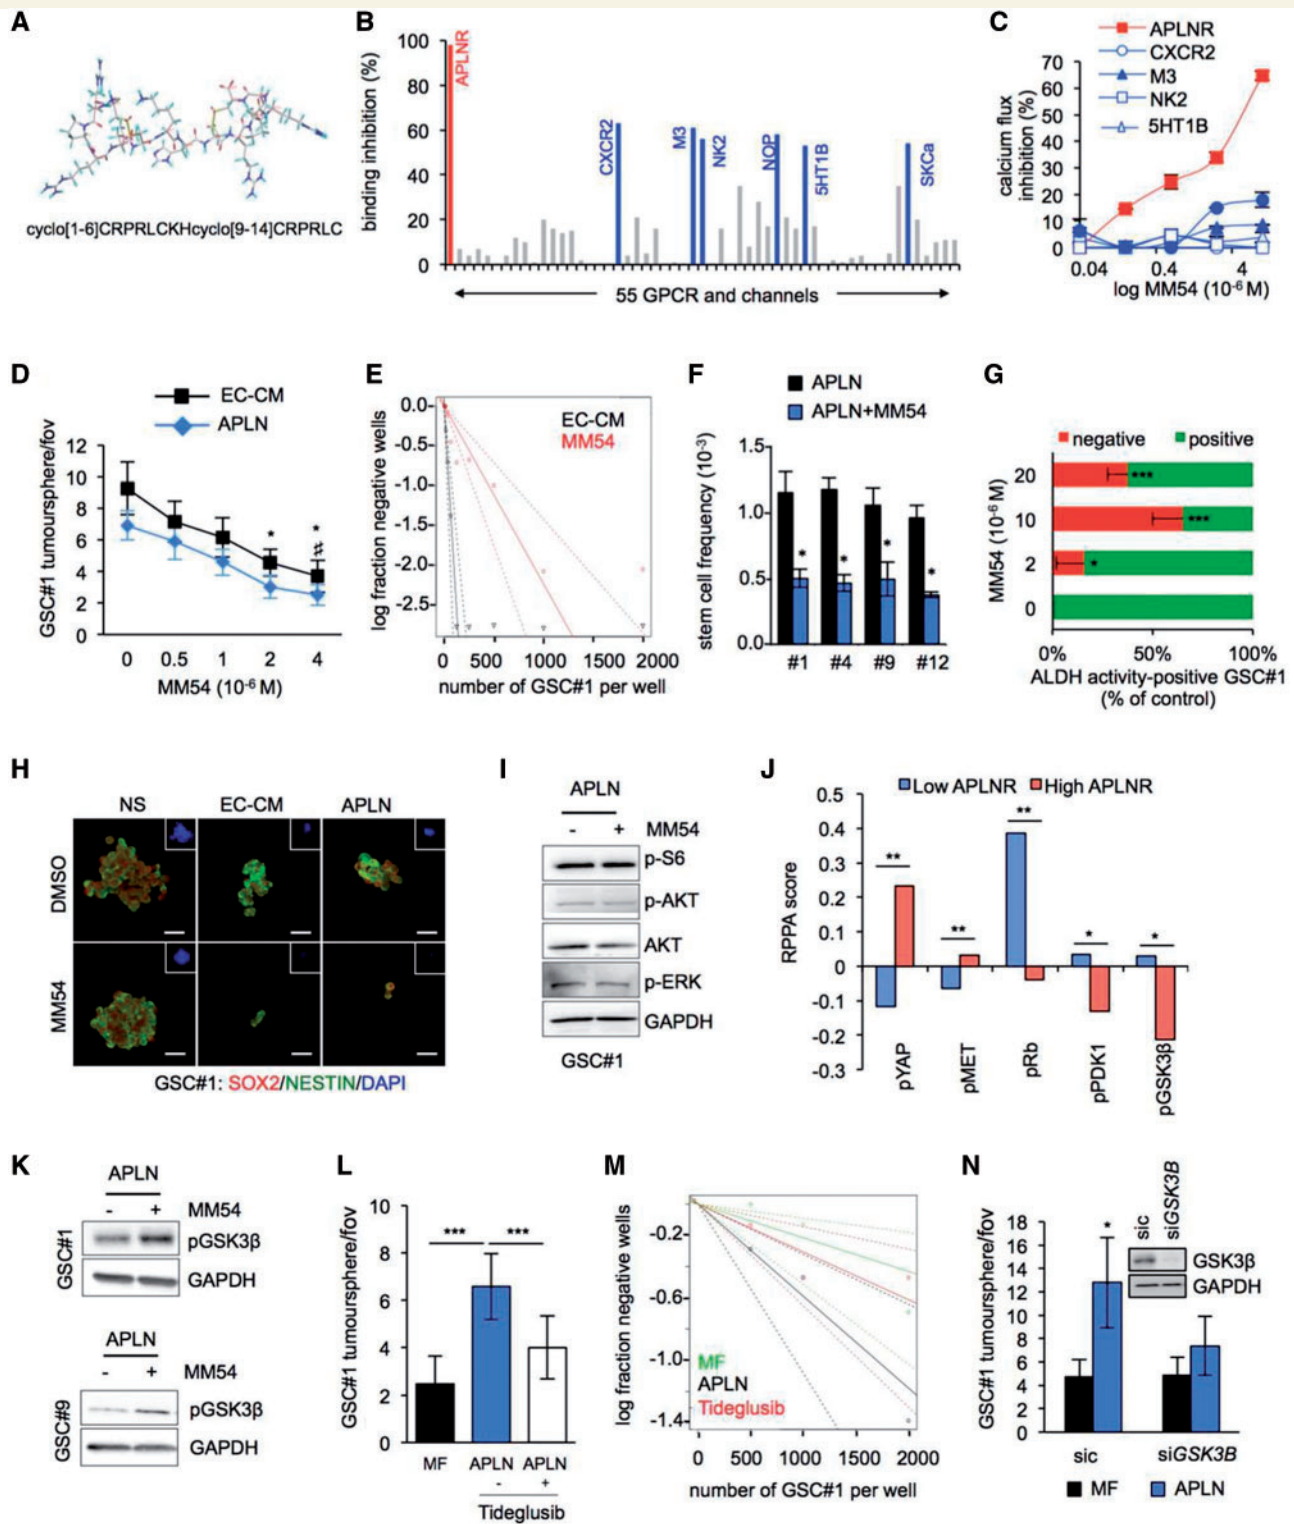 A
cyclo[1-6]CRPRLCKHcyclo[9-14]CRPRLC
B
binding inhibition (%)
100
80
60
40
20
0
APLNR
CXCR2
M3
NK2
NOP
5HT1B
SKCa
55 GPCR and channels
C
APLNR
CXCR2
M3
NK2
5HT1B
calcium flux
inhibition (%)
70
60
50
40
30
20
10
0
0.04
0.4
4
log MM54 (10-6 M)
D
EC-CM
APLN
GSC#1 tumoursphere/fov
12
10
8
6
4
2
0
*
*
#
0
0.5
1
2
4
MM54 (10-6 M)
E
EC-CM
MM54
log fraction negative wells
0.0
-0.5
-1.0
-1.5
-2.0
-2.5
0
500
1000
1500
2000
number of GSC#1 per well
F
APLN
APLN+MM54
stem cell frequency (10-3)
1.5
1.0
0.5
0.0
*
*
*
*
#1
#4
#9
#12
G
negative
positive
MM54 (10-6 M)
20
10
2
0
***
***
*
0%
50%
100%
ALDH activity-positive GSC#1
(% of control)
H
NS
EC-CM
APLN
DMSO
MM54
GSC#1: SOX2/NESTIN/DAPI
I
APLN
- + MM54
p-S6
p-AKT
AKT
p-ERK
GAPDH
GSC#1
J
Low APLNR
High APLNR
RPPA score
0.5
0.4
0.3
0.2
0.1
0
-0.1
-0.2
-0.3
**
**
**
*
*
pYAP
pMET
pRb
pPDK1
pGSK3β
K
APLN
- + MM54
GSC#1
pGSK3β
GAPDH
APLN
- + MM54
GSC#9
pGSK3β
GAPDH
L
GSC#1 tumoursphere/fov
10
8
6
4
2
0
***
***
MF
APLN
APLN
- +
Tideglusib
M
log fraction negative wells
-0.2
-0.6
-1.0
-1.4
MF
APLN
Tideglusib
0
500
1000
1500
2000
number of GSC#1 per well
N
GSC#1 tumoursphere/fov
18
16
14
12
10
8
6
4
2
0
*
sic
siGSK3B
GSK3β
GAPDH
sic
siGSK3B
MF
APLN